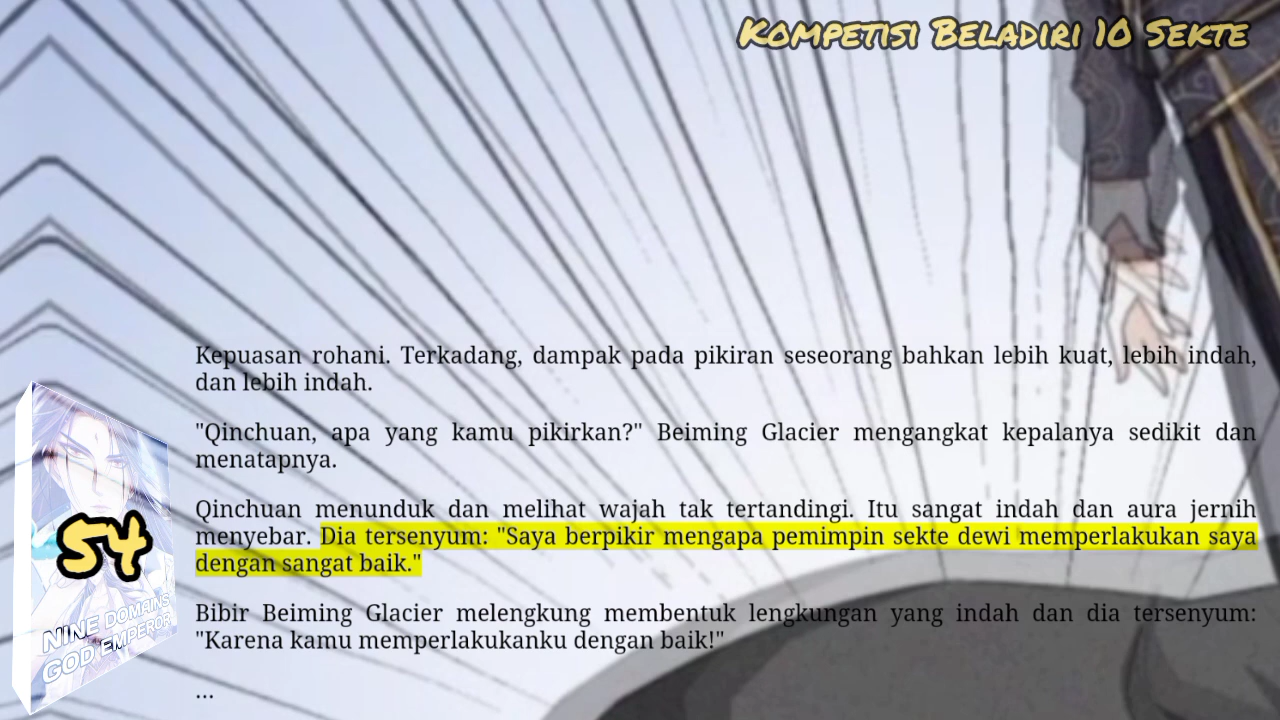 Kompetisi Beladiri 10 Sekte
Kepuasan rohani. Terkadang, dampak pada pikiran seseorang bahkan lebih kuat, lebih indah,
dan lebih indah.
"Qinchuan, apa yang kamu pikirkan?" Beiming Glacier mengangkat kepalanya sedikit dan
menatapnya.
Qinchuan menunduk dan melihat wajah tak tertandingi. Itu sangat indah dan aura jernih
menyebar. Dia tersenyum: "Saya berpikir mengapa pemimpin sekte dewi memperlakukan saya
dengan sangat baik."
Bibir Beiming Glacier melengkung membentuk lengkungan yang indah dan dia tersenyum:
"Karena kamu memperlakukanku dengan baik!"
...
54
NINE DOMAINS
GOD EMPEROR